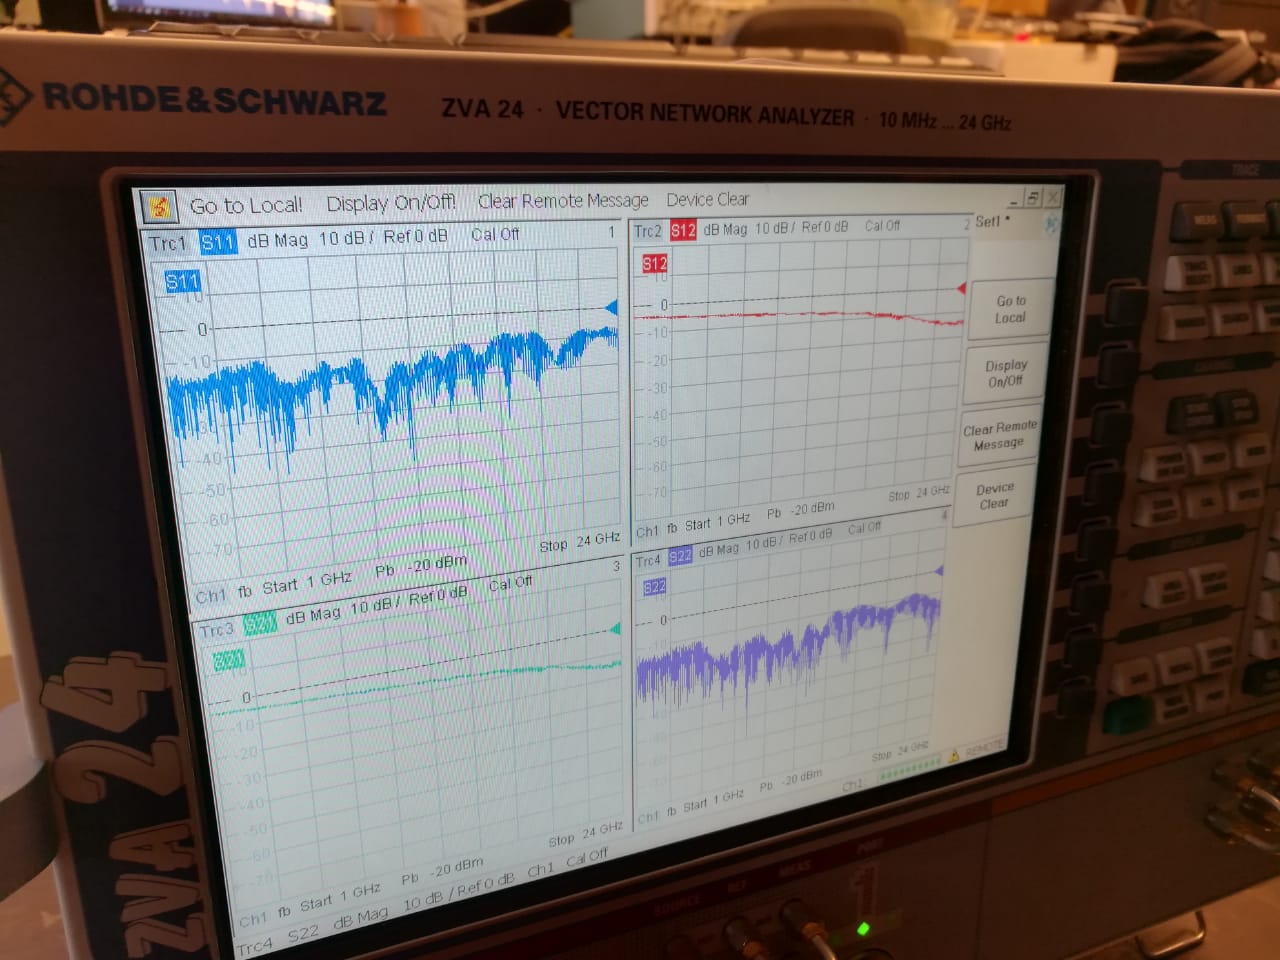 ROHDE&SCHWARZ ZVA 24 · VECTOR NETWORK ANALYZER · 10 MHz ... 24 GHz
Go to Local! Display On/Off! Clear Remote Message Device Clear
Trc1 S11 dB Mag 10 dB/ Ref 0 dB Cal Off 1
S11
10
0
-10
-40
-50
-60
-70
Ch1 fb Start 1 GHz Pb -20 dBm Stop 24 GHz
Trc2 S12 dB Mag 10 dB/ Ref 0 dB Cal Off 2
S12
10
0
-10
-20
-30
-40
-50
-60
-70
Ch1 fb Start 1 GHz Pb -20 dBm Stop 24 GHz
Set1 *
Go to
Local
Display
On/Off
Clear Remote
Message
Device
Clear
Trc3 S21 dB Mag 10 dB/ Ref 0 dB Cal Off 3
S21
0
-10
-20
-30
-40
-50
-60
-70
Ch1 fb Start 1 GHz Pb -20 dBm Stop 24 GHz
Trc4 S22 dB Mag 10 dB/ Ref 0 dB Cal Off 4
S22
0
Ch1 fb Start 1 GHz Pb -20 dBm Stop 24 GHz
Trc4 S22 dB Mag 10 dB/ Ref 0 dB Ch1 Cal Off
Ch1 REMOTE
ZVA 24
SOURCE
MEAS
PORT
1